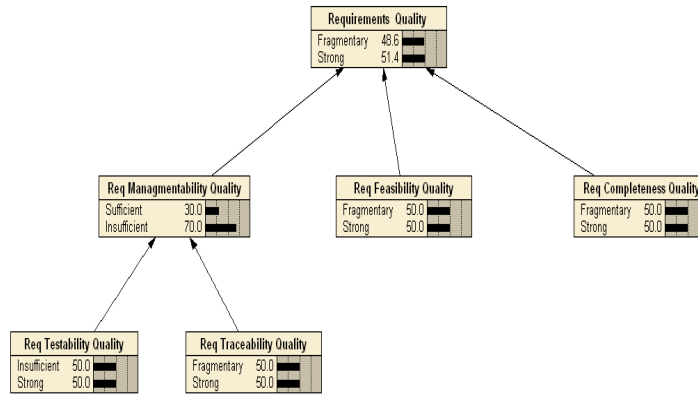 Requirements Quality
Fragmentary 48.6
Strong 51.4
Req Managmentability Quality
Sufficient 30.0
Insufficient 70.0
Req Feasibility Quality
Fragmentary 50.0
Strong 50.0
Req Completeness Quality
Fragmentary 50.0
Strong 50.0
Req Testability Quality
Insufficient 50.0
Strong 50.0
Req Traceability Quality
Fragmentary 50.0
Strong 50.0